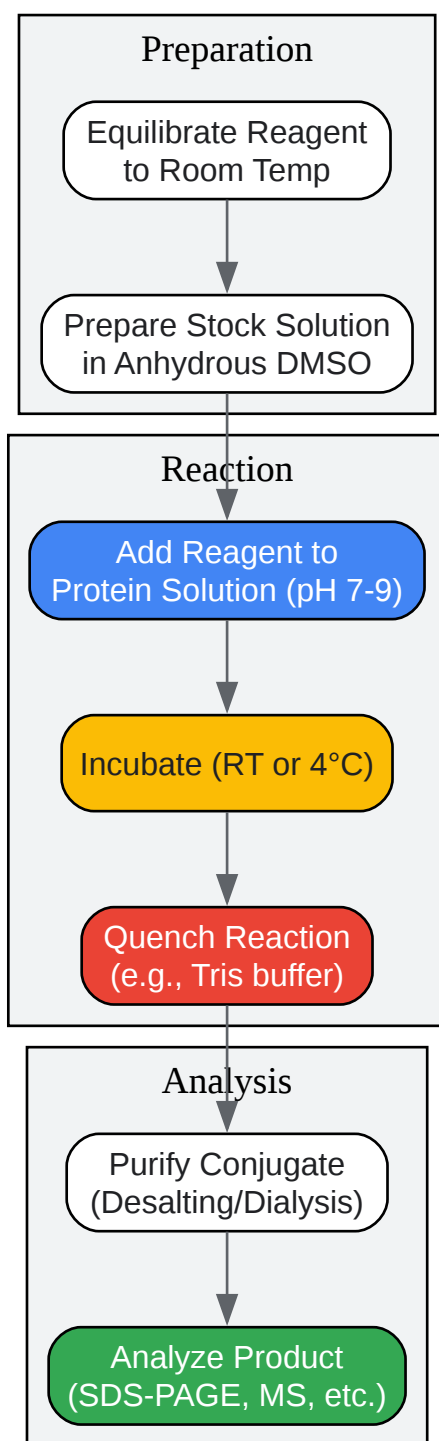 Preparation
Equilibrate Reagent
to Room Temp
Prepare Stock Solution
in Anhydrous DMSO
Reaction
Add Reagent to
Protein Solution (pH 7-9)
Incubate (RT or 4°C)
Quench Reaction
(e.g., Tris buffer)
Analysis
Purify Conjugate
(Desalting/Dialysis)
Analyze Product
(SDS-PAGE, MS, etc.)